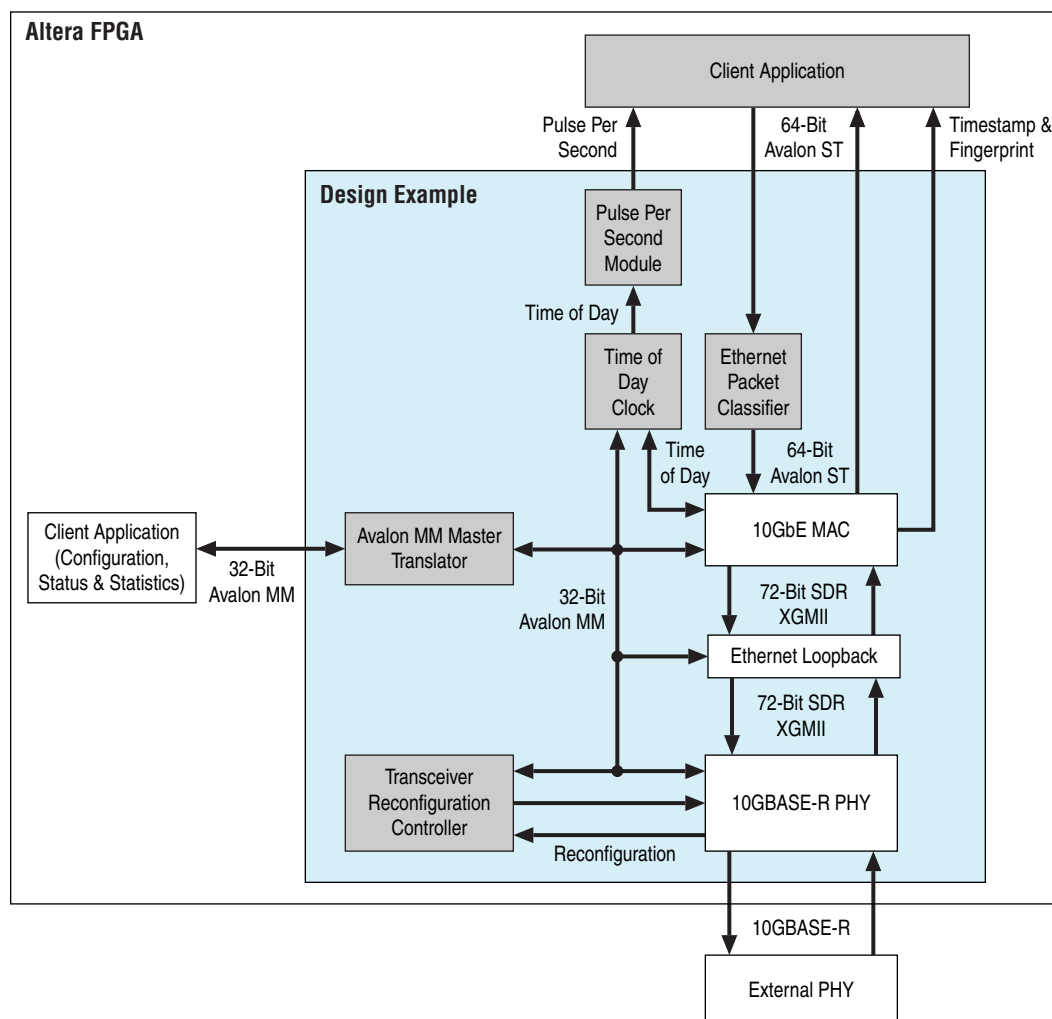 Altera FPGA
Client Application
Pulse Per
Second
64-Bit
Avalon ST
Timestamp &
Fingerprint
Design Example
Pulse Per
Second
Module
Time of Day
Time of
Day
Clock
Ethernet
Packet
Classifier
Time
of Day
64-Bit
Avalon ST
Client Application
(Configuration,
Status & Statistics)
32-Bit
Avalon MM
Avalon MM Master
Translator
10GbE MAC
32-Bit
Avalon MM
72-Bit SDR
XGMII
Ethernet Loopback
72-Bit SDR
XGMII
Transceiver
Reconfiguration
Controller
10GBASE-R PHY
Reconfiguration
10GBASE-R
External PHY